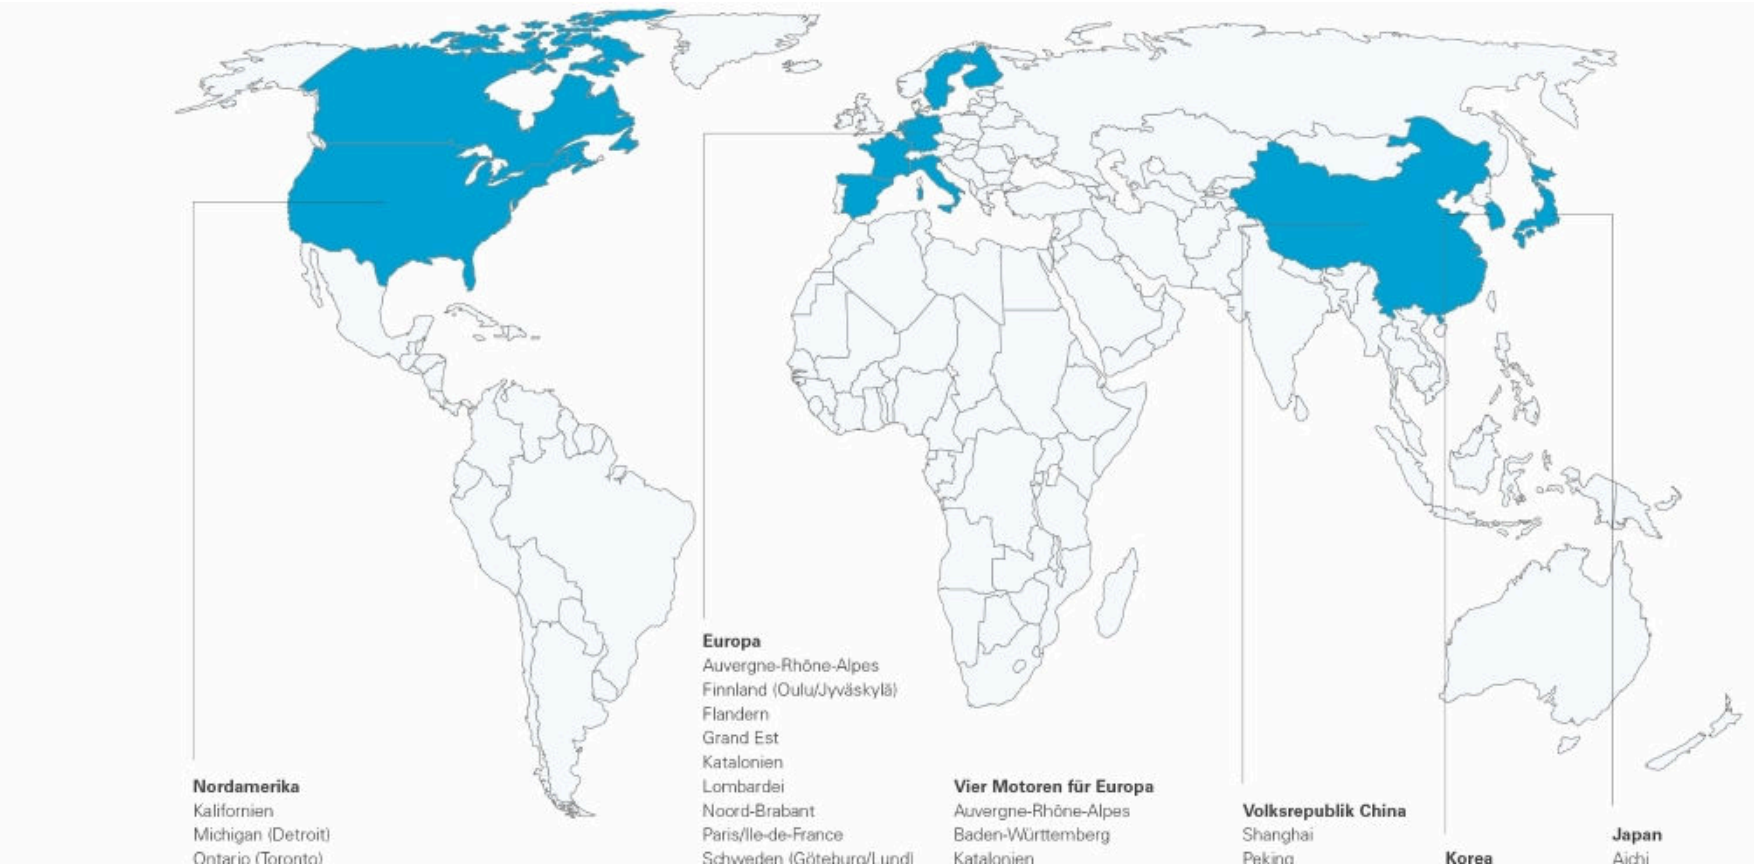 Nordamerika
Kalifornien
Michigan (Detroit)
Ontario (Toronto)
Europa
Auvergne-Rhône-Alpes
Finnland (Oulu/Jyväskylä)
Flandern
Grand Est
Katalonien
Lombardei
Noord-Brabant
Paris/Ile-de-France
Schweden (Göteburg/Lund)
Vier Motoren für Europa
Auvergne-Rhône-Alpes
Baden-Württemberg
Katalonien
Volksrepublik China
Shanghai
Peking
Korea
Japan
Aichi